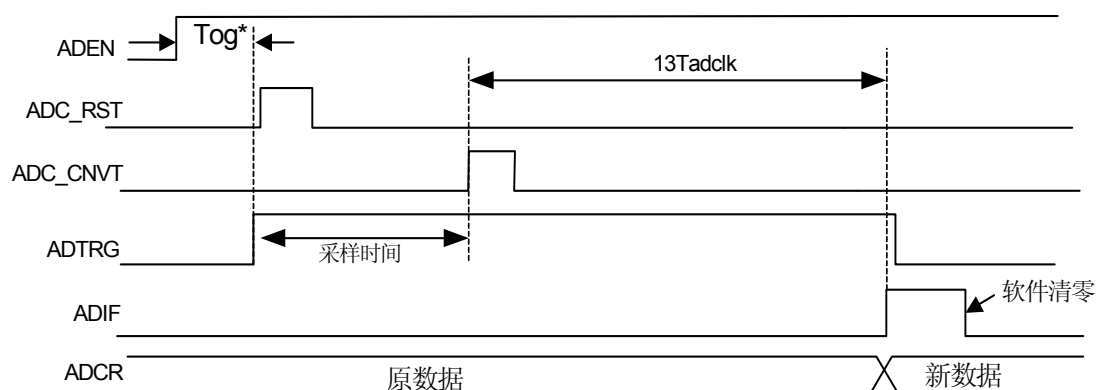 ADEN
Tog*
13Tadclk
ADC_RST
ADC_CNVT
ADTRG
采样时间
ADIF
软件清零
ADCR
原数据
新数据